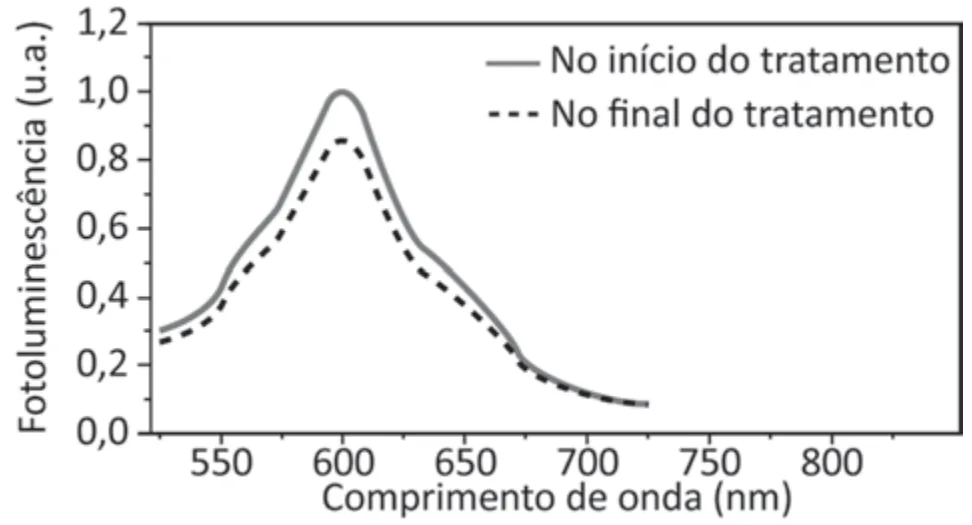 1,2
1,0
0,8
0,6
0,4
0,2
0,0
Fotoluminescência (u.a.)
No início do tratamento
No final do tratamento
550 600 650 700 750 800
Comprimento de onda (nm)